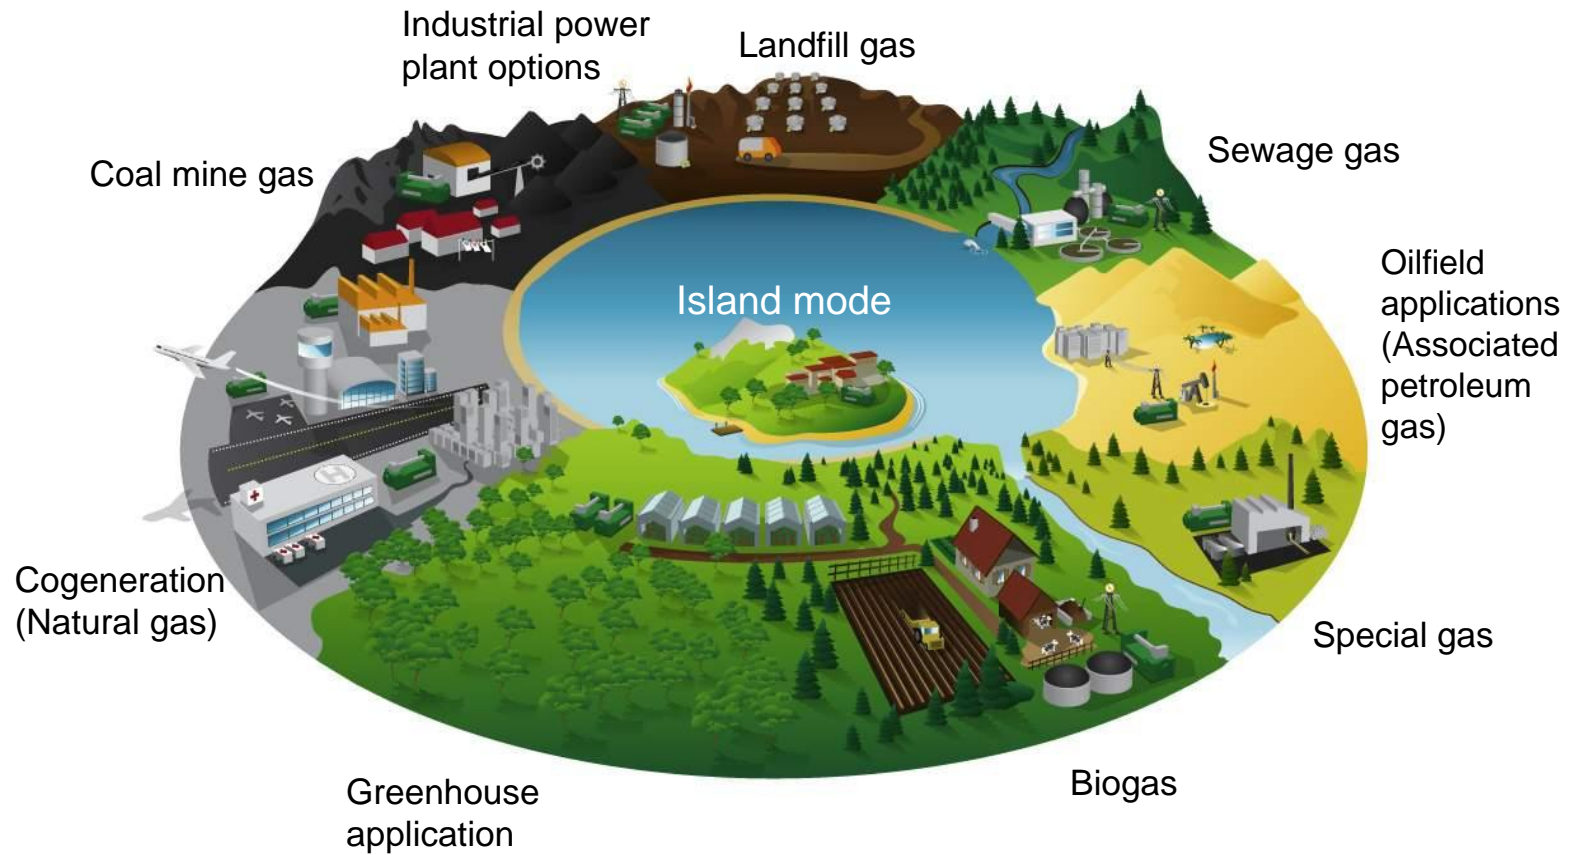 Industrial power
plant options
Landfill gas
Sewage gas
Coal mine gas
Oilfield
applications
(Associated
petroleum
gas)
Island mode
H
Cogeneration
(Natural gas)
Special gas
Biogas
Greenhouse
application